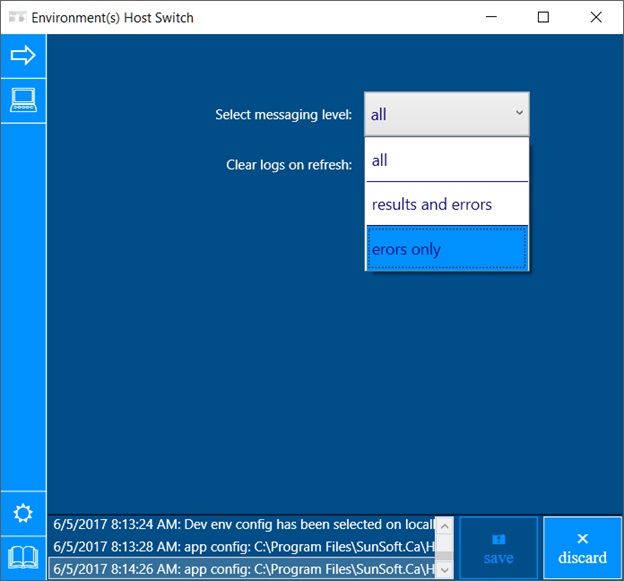 Environment(s) Host Switch
Select messaging level:
all
Clear logs on refresh:
all
results and errors
erors only
6/5/2017 8:13:24 AM: Dev env config has been selected on locall
6/5/2017 8:13:28 AM: app config: C:\Program Files\SunSoft.Ca\H
6/5/2017 8:14:26 AM: app config: C:\Program Files\SunSoft.Ca\H
save
discard